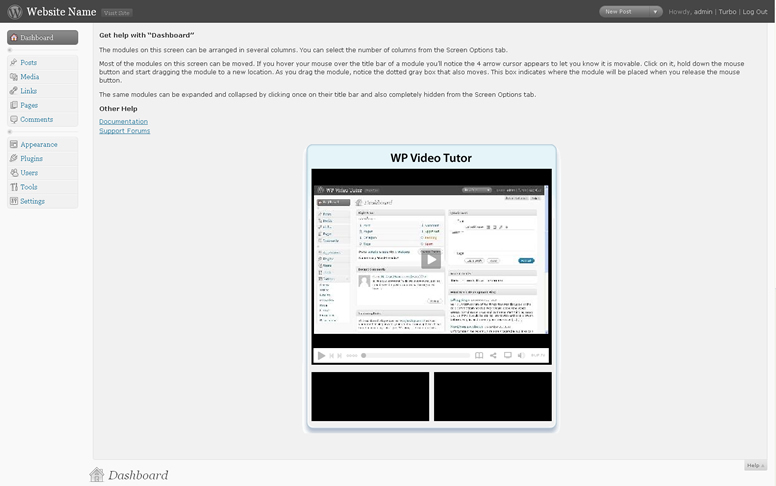 Website Name Visit Site
New Post
Howdy, admin | Turbo | Log Out
Dashboard
Posts
Media
Links
Pages
Comments
Appearance
Plugins
Users
Tools
Settings
Get help with “Dashboard”
The modules on this screen can be arranged in several columns. You can select the number of columns from the Screen Options tab.
Most of the modules on this screen can be moved. If you hover your mouse over the title bar of a module you'll notice the 4 arrow cursor appears to let you know it is movable. Click on it, hold down the mouse
button and start dragging the module to a new location. As you drag the module, notice the dotted gray box that also moves. This box indicates where the module will be placed when you release the mouse
button.
The same modules can be expanded and collapsed by clicking once on their title bar and also completely hidden from the Screen Options tab.
Other Help
Documentation
Support Forums
WP Video Tutor
WP Video Tutor
Dashboard
Help
Dashboard